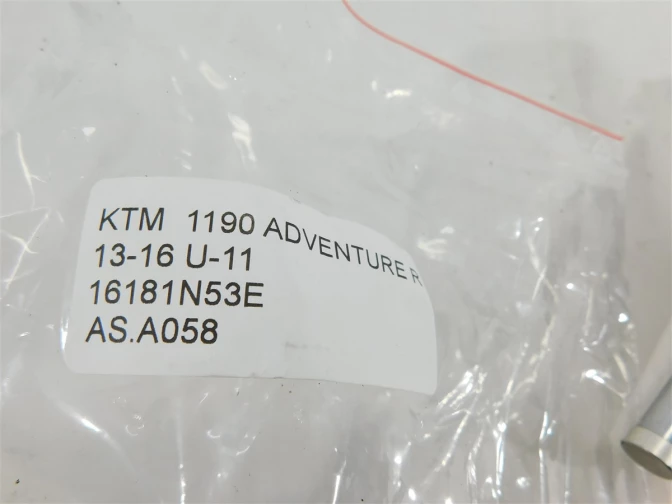 KTM 1190 ADVENTURE R
13-16 U-11
16181N53E
AS.A058